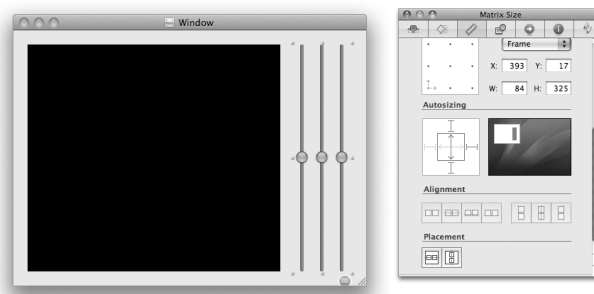 Window
Matrix Size
Frame
X: 393 Y: 17
W: 84 H: 325
Autosizing
Alignment
Placement